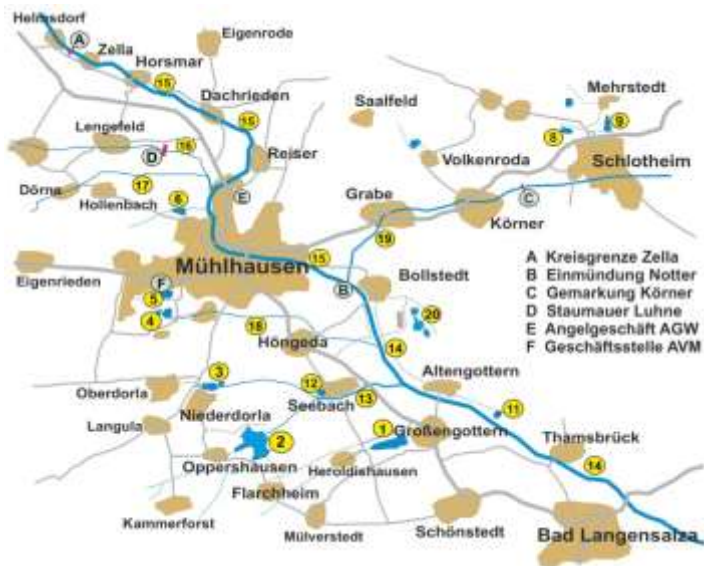 Helmsdorf
A
Zella
Horsmar
15
Eigenrode
Dachrieden
15
Lengefeld
16
D
Reiser
Dörna
17
Hollenbach
6
E
Saalfeld
Mehrstedt
8
9
Volkenroda
Schlotheim
Grabe
C
Körner
19
Mühlhausen
15
B
Bollstedt
Eigenrieden
F
5
4
18
Höngeda
20
14
A Kreisgrenze Zella
B Einmündung Notter
C Gemarkung Körner
D Staumauer Luhne
E Angelgeschäft AGW
F Geschäftsstelle AVM
Oberdorla
3
Niederdorla
12
Seebach
13
Altengottern
11
Langula
2
Oppershausen
1
Großengottern
Heroldishausen
Thamsbrück
14
Flarchheim
Kammerforst
Mülverstedt
Schönstedt
Bad Langensalza